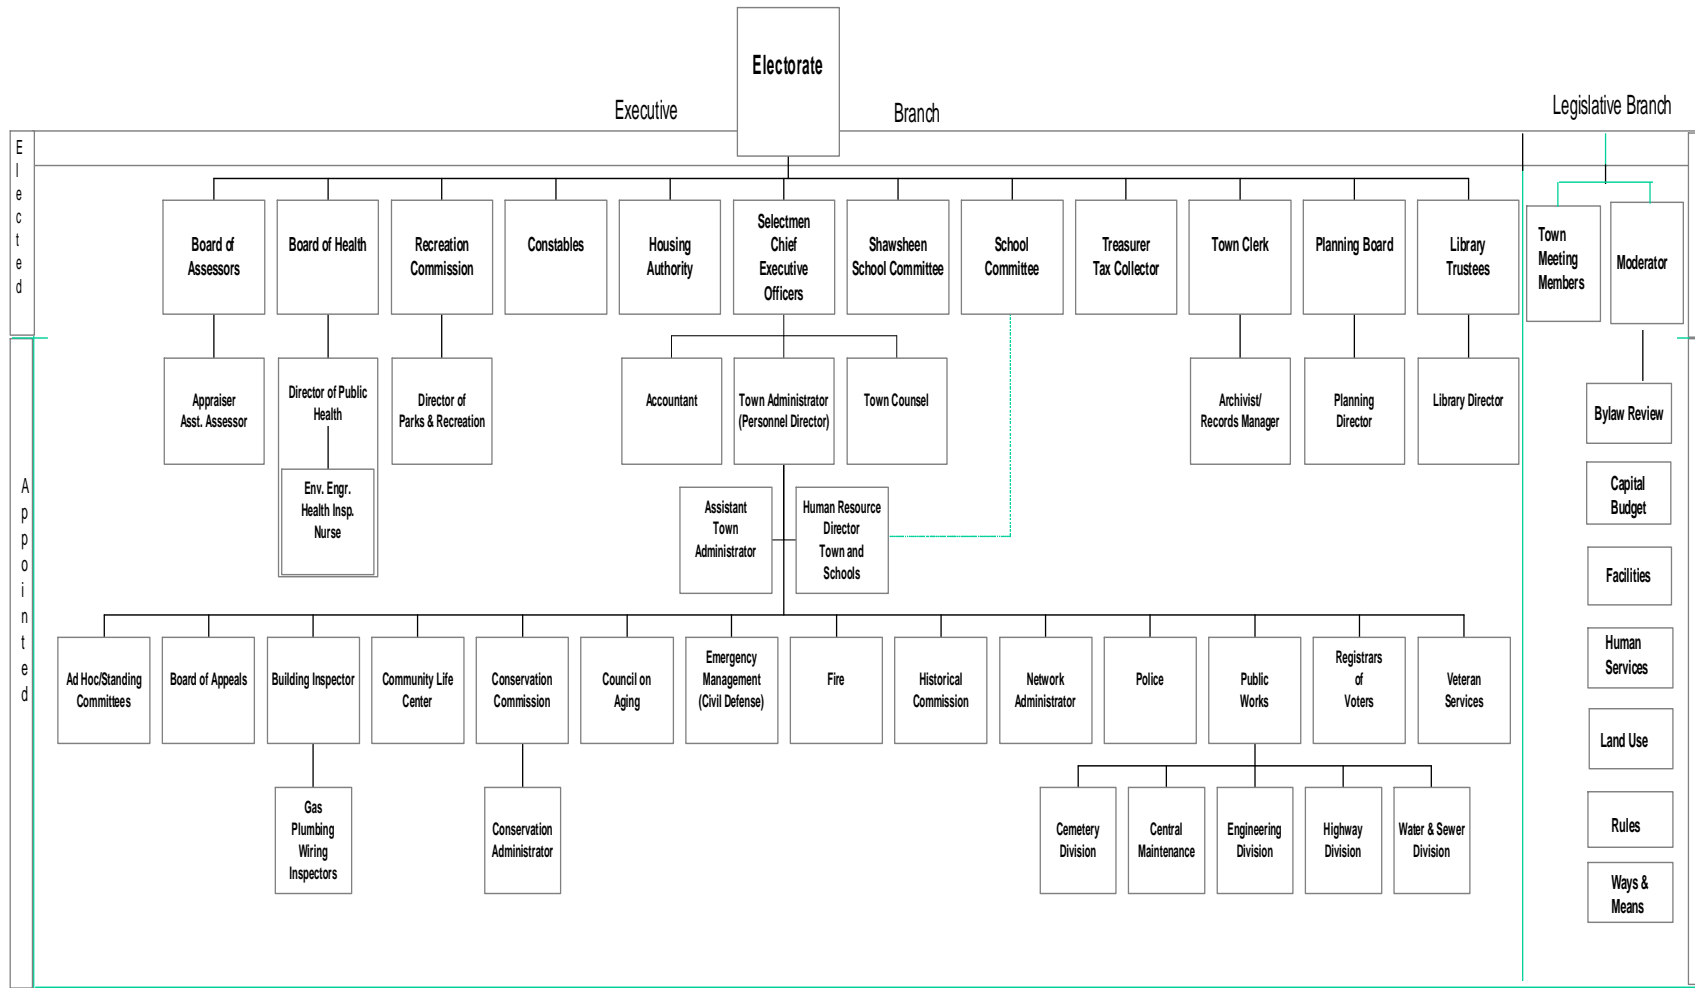 Electorate
Executive
Branch
Legislative Branch
Elected
Board of
Assessors
Board of Health
Recreation
Commission
Constables
Housing
Authority
Selectmen
Chief
Executive
Officers
Shawsheen
School Committee
School
Committee
Treasurer
Tax Collector
Town Clerk
Planning Board
Library
Trustees
Town
Meeting
Members
Moderator
Appointed
Appraiser
Asst. Assessor
Director of Public
Health
Env. Engr.
Health Insp.
Nurse
Director of
Parks & Recreation
Accountant
Town Administrator
(Personnel Director)
Town Counsel
Archivist/
Records Manager
Planning
Director
Library Director
Assistant
Town
Administrator
Human Resource
Director
Town and
Schools
Ad Hoc/Standing
Committees
Board of Appeals
Building Inspector
Community Life
Center
Conservation
Commission
Council on
Aging
Emergency
Management
(Civil Defense)
Fire
Historical
Commission
Network
Administrator
Police
Public
Works
Registrars
of
Voters
Veteran
Services
Gas
Plumbing
Wiring
Inspectors
Conservation
Administrator
Cemetery
Division
Central
Maintenance
Engineering
Division
Highway
Division
Water & Sewer
Division
Bylaw Review
Capital
Budget
Facilities
Human
Services
Land Use
Rules
Ways &
Means